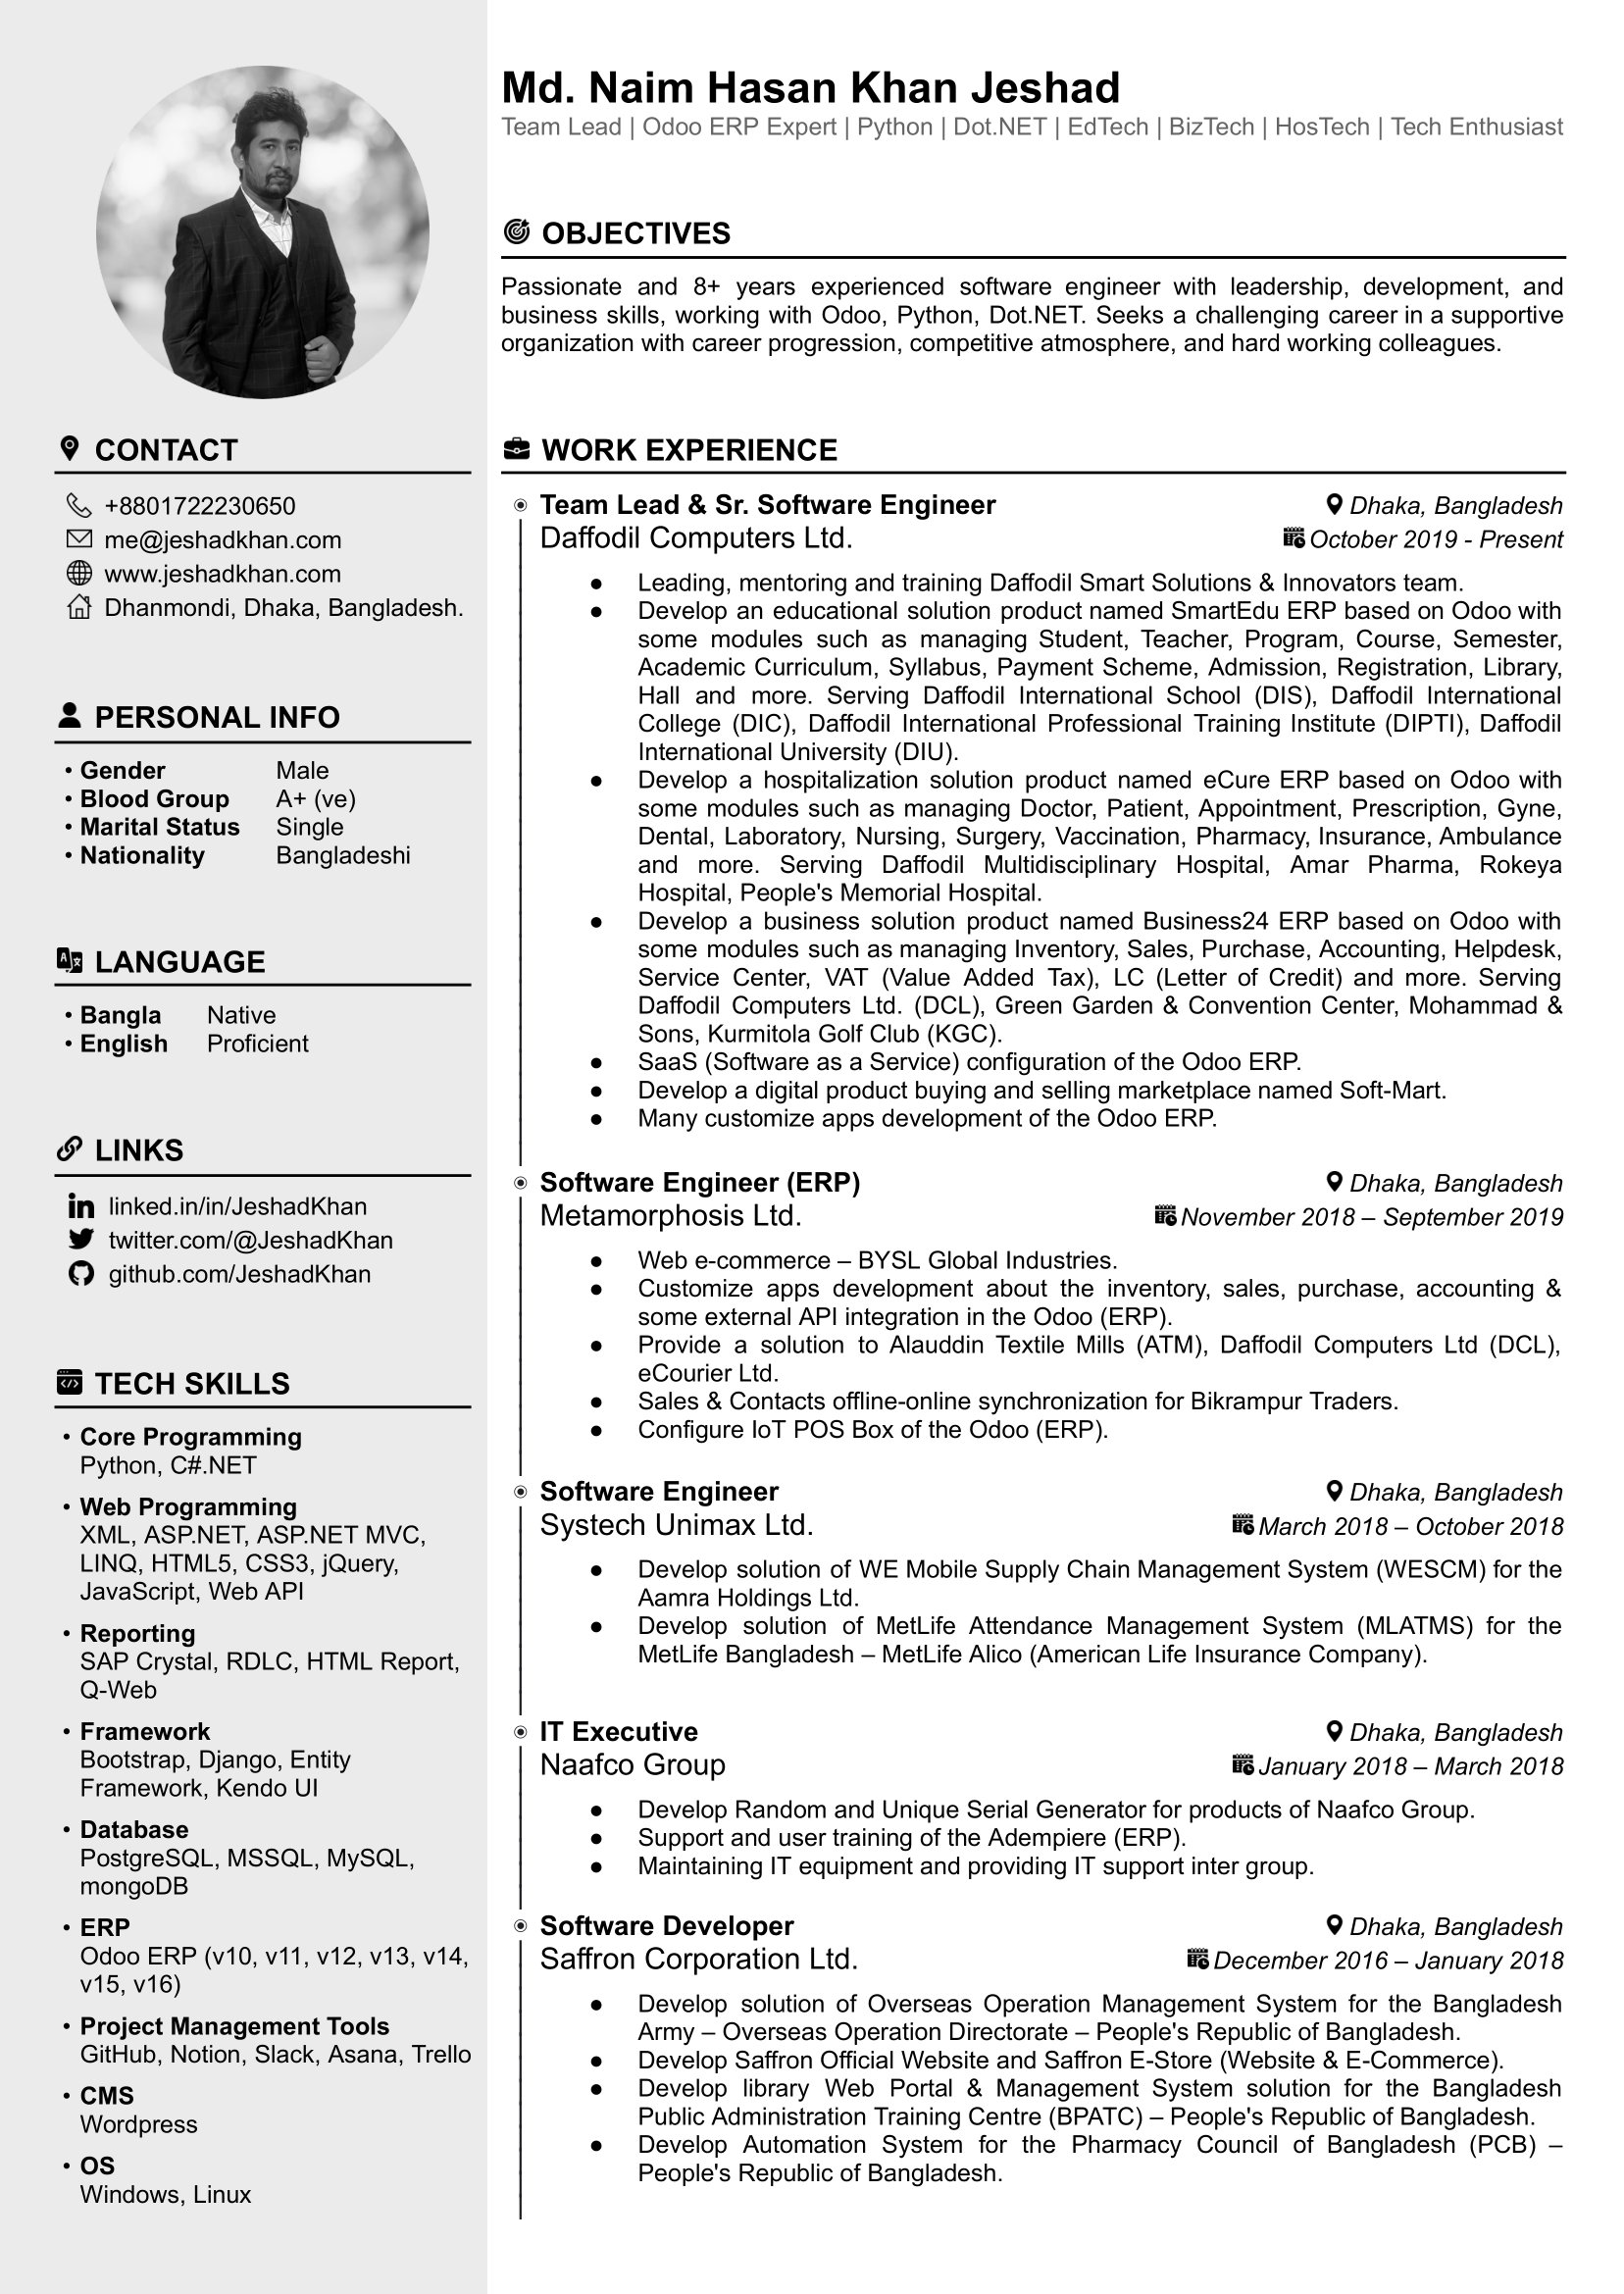 Md. Naim Hasan Khan Jeshad
Team Lead | Odoo ERP Expert | Python | Dot.NET | EdTech | BizTech | HosTech | Tech Enthusiast
OBJECTIVES
Passionate and 8+ years experienced software engineer with leadership, development, and
business skills, working with Odoo, Python, Dot.NET. Seeks a challenging career in a supportive
organization with career progression, competitive atmosphere, and hard working colleagues.
CONTACT
+8801722230650
me@jeshadkhan.com
www.jeshadkhan.com
Dhanmondi, Dhaka, Bangladesh.
PERSONAL INFO
• Gender Male
• Blood Group A+ (ve)
• Marital Status Single
• Nationality Bangladeshi
LANGUAGE
• Bangla Native
• English Proficient
LINKS
linked.in/in/JeshadKhan
twitter.com/@JeshadKhan
github.com/JeshadKhan
TECH SKILLS
• Core Programming
Python, C#.NET
• Web Programming
XML, ASP.NET, ASP.NET MVC,
LINQ, HTML5, CSS3, jQuery,
JavaScript, Web API
• Reporting
SAP Crystal, RDLC, HTML Report,
Q-Web
• Framework
Bootstrap, Django, Entity
Framework, Kendo UI
• Database
PostgreSQL, MSSQL, MySQL,
mongoDB
• ERP
Odoo ERP (v10, v11, v12, v13, v14,
v15, v16)
• Project Management Tools
GitHub, Notion, Slack, Asana, Trello
• CMS
Wordpress
• OS
Windows, Linux
WORK EXPERIENCE
Team Lead & Sr. Software Engineer Dhaka, Bangladesh
Daffodil Computers Ltd. October 2019 - Present
● Leading, mentoring and training Daffodil Smart Solutions & Innovators team.
● Develop an educational solution product named SmartEdu ERP based on Odoo with
some modules such as managing Student, Teacher, Program, Course, Semester,
Academic Curriculum, Syllabus, Payment Scheme, Admission, Registration, Library,
Hall and more. Serving Daffodil International School (DIS), Daffodil International
College (DIC), Daffodil International Professional Training Institute (DIPTI), Daffodil
International University (DIU).
● Develop a hospitalization solution product named eCure ERP based on Odoo with
some modules such as managing Doctor, Patient, Appointment, Prescription, Gyne,
Dental, Laboratory, Nursing, Surgery, Vaccination, Pharmacy, Insurance, Ambulance
and more. Serving Daffodil Multidisciplinary Hospital, Amar Pharma, Rokeya
Hospital, People's Memorial Hospital.
● Develop a business solution product named Business24 ERP based on Odoo with
some modules such as managing Inventory, Sales, Purchase, Accounting, Helpdesk,
Service Center, VAT (Value Added Tax), LC (Letter of Credit) and more. Serving
Daffodil Computers Ltd. (DCL), Green Garden & Convention Center, Mohammad &
Sons, Kurmitola Golf Club (KGC).
● SaaS (Software as a Service) configuration of the Odoo ERP.
● Develop a digital product buying and selling marketplace named Soft-Mart.
● Many customize apps development of the Odoo ERP.
Software Engineer (ERP) Dhaka, Bangladesh
Metamorphosis Ltd. November 2018 – September 2019
● Web e-commerce – BYSL Global Industries.
● Customize apps development about the inventory, sales, purchase, accounting &
some external API integration in the Odoo (ERP).
● Provide a solution to Alauddin Textile Mills (ATM), Daffodil Computers Ltd (DCL),
eCourier Ltd.
● Sales & Contacts offline-online synchronization for Bikrampur Traders.
● Configure IoT POS Box of the Odoo (ERP).
Software Engineer Dhaka, Bangladesh
Systech Unimax Ltd. March 2018 – October 2018
● Develop solution of WE Mobile Supply Chain Management System (WESCM) for the
Aamra Holdings Ltd.
● Develop solution of MetLife Attendance Management System (MLATMS) for the
MetLife Bangladesh – MetLife Alico (American Life Insurance Company).
IT Executive Dhaka, Bangladesh
Naafco Group January 2018 – March 2018
● Develop Random and Unique Serial Generator for products of Naafco Group.
● Support and user training of the Adempiere (ERP).
● Maintaining IT equipment and providing IT support inter group.
Software Developer Dhaka, Bangladesh
Saffron Corporation Ltd. December 2016 – January 2018
● Develop solution of Overseas Operation Management System for the Bangladesh
Army – Overseas Operation Directorate – People's Republic of Bangladesh.
● Develop Saffron Official Website and Saffron E-Store (Website & E-Commerce).
● Develop library Web Portal & Management System solution for the Bangladesh
Public Administration Training Centre (BPATC) – People's Republic of Bangladesh.
● Develop Automation System for the Pharmacy Council of Bangladesh (PCB) –
People's Republic of Bangladesh.